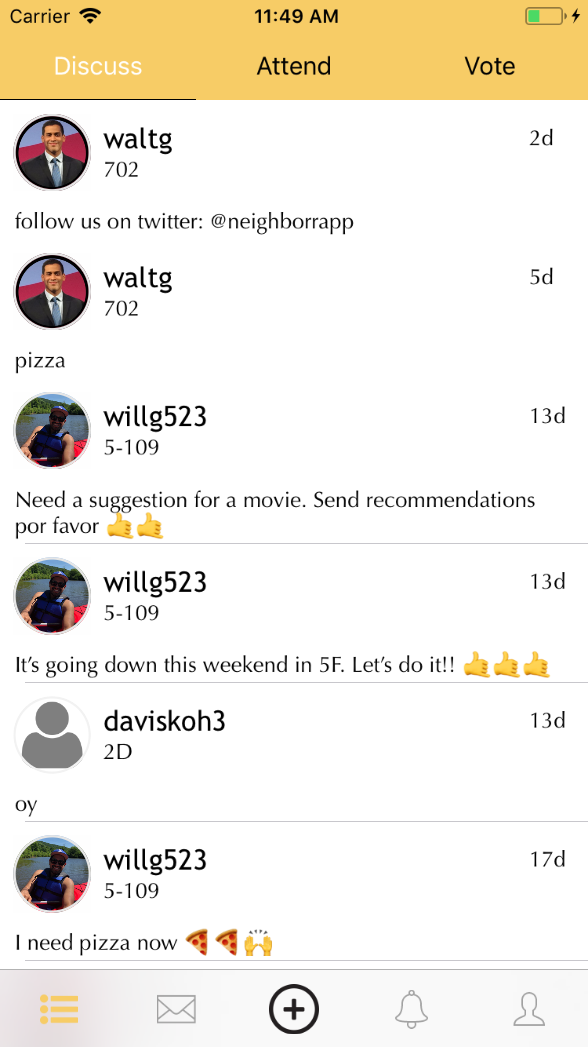 Carrier 11:49 AM
Discuss Attend Vote
waltg 2d
702
follow us on twitter: @neighborrapp
waltg 5d
702
pizza
willg523 13d
5-109
Need a suggestion for a movie. Send recommendations
por favor 🤙🤙
willg523 13d
5-109
It’s going down this weekend in 5F. Let’s do it!! 🤙🤙🤙
daviskoh3 13d
2D
oy
willg523 17d
5-109
I need pizza now 🍕🍕🙌